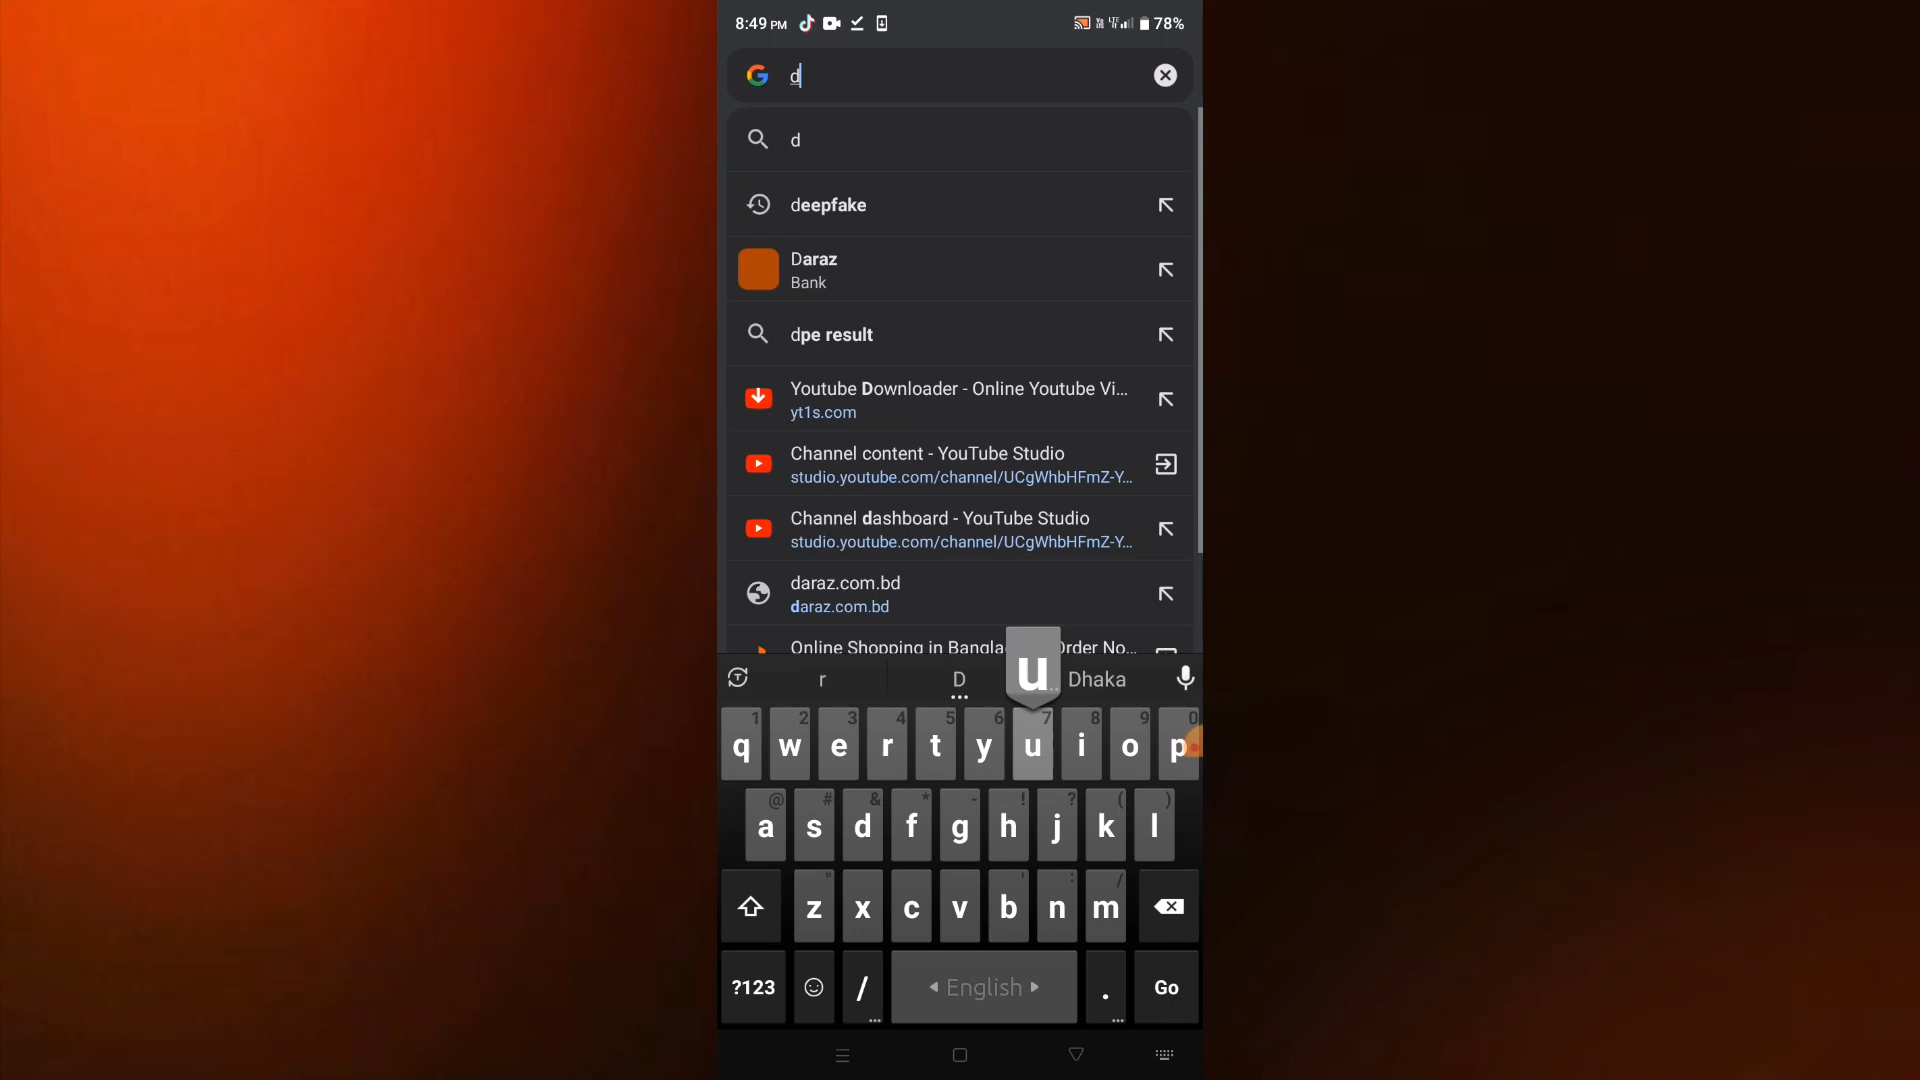 8:49 PM
78%
d
d
deepfake
Daraz
Bank
dpe result
Youtube Downloader - Online Youtube Vi...
yt1s.com
Channel content - YouTube Studio
studio.youtube.com/channel/UCgWhbHFmZ-Y...
Channel dashboard - YouTube Studio
studio.youtube.com/channel/UCgWhbHFmZ-Y...
daraz.com.bd
daraz.com.bd
Online Shopping in Bangla Order No...
r D u Dhaka
1 2 3 4 5 6 7 8 9 0
q w e r t y u i o p
@ # & * - ! ? ( )
a s d f g h j k l
" ' : /
z x c v b n m
?123 / English . Go